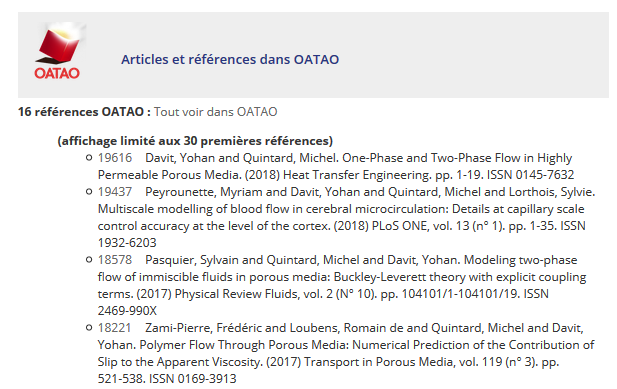 OATAO
Articles et références dans OATAO
16 références OATAO : Tout voir dans OATAO
(affichage limité aux 30 premières références)
19616 Davit, Yohan and Quintard, Michel. One-Phase and Two-Phase Flow in Highly
Permeable Porous Media. (2018) Heat Transfer Engineering. pp. 1-19. ISSN 0145-7632
19437 Peyrounette, Myriam and Davit, Yohan and Quintard, Michel and Lorthois, Sylvie.
Multiscale modelling of blood flow in cerebral microcirculation: Details at capillary scale
control accuracy at the level of the cortex. (2018) PLoS ONE, vol. 13 (n° 1). pp. 1-35. ISSN
1932-6203
18578 Pasquier, Sylvain and Quintard, Michel and Davit, Yohan. Modeling two-phase
flow of immiscible fluids in porous media: Buckley-Leverett theory with explicit coupling
terms. (2017) Physical Review Fluids, vol. 2 (N° 10). pp. 104101/1-104101/19. ISSN
2469-990X
18221 Zami-Pierre, Frédéric and Loubens, Romain de and Quintard, Michel and Davit,
Yohan. Polymer Flow Through Porous Media: Numerical Prediction of the Contribution of
Slip to the Apparent Viscosity. (2017) Transport in Porous Media, vol. 119 (n° 3). pp.
521-538. ISSN 0169-3913